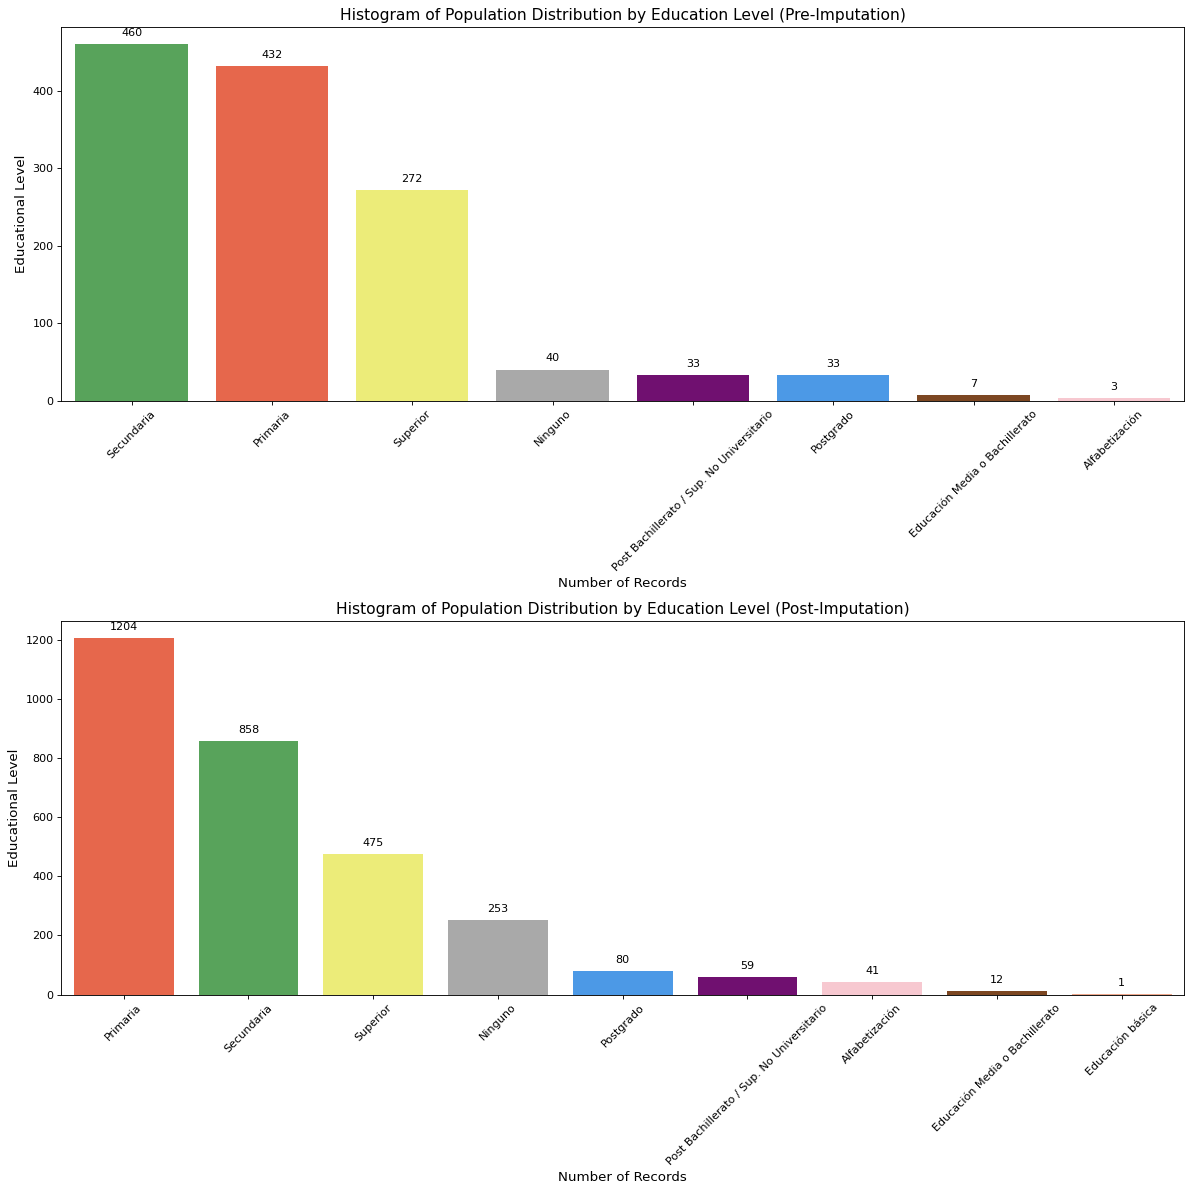 Histogram of Population Distribution by Education Level (Pre-Imputation)
460
432
272
40
33
33
7
3
400
300
200
100
0
Educational Level
Secundaria
Primaria
Superior
Ninguno
Post Bachillerato / Sup. No Universitario
Postgrado
Educación Media o Bachillerato
Alfabetización
Number of Records
Histogram of Population Distribution by Education Level (Post-Imputation)
1204
858
475
253
80
59
41
12
1
1200
1000
800
600
400
200
0
Educational Level
Primaria
Secundaria
Superior
Ninguno
Postgrado
Post Bachillerato / Sup. No Universitario
Alfabetización
Educación Media o Bachillerato
Educación básica
Number of Records